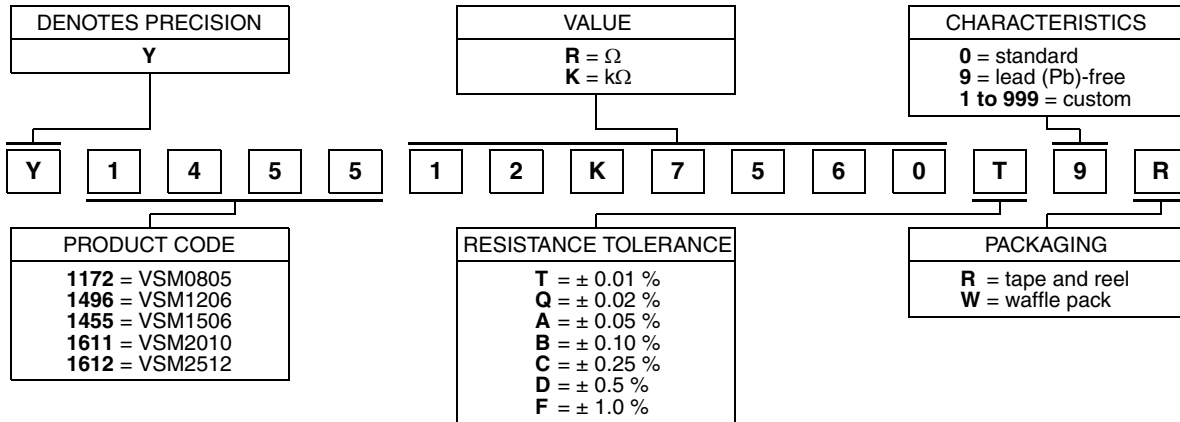 DENOTES PRECISION
Y
VALUE
R = Ω
K = kΩ
CHARACTERISTICS
0 = standard
9 = lead (Pb)-free
1 to 999 = custom
Y 1 4 5 5 1 2 K 7 5 6 0 T 9 R
PRODUCT CODE
1172 = VSM0805
1496 = VSM1206
1455 = VSM1506
1611 = VSM2010
1612 = VSM2512
RESISTANCE TOLERANCE
T = ± 0.01 %
Q = ± 0.02 %
A = ± 0.05 %
B = ± 0.10 %
C = ± 0.25 %
D = ± 0.5 %
F = ± 1.0 %
PACKAGING
R = tape and reel
W = waffle pack